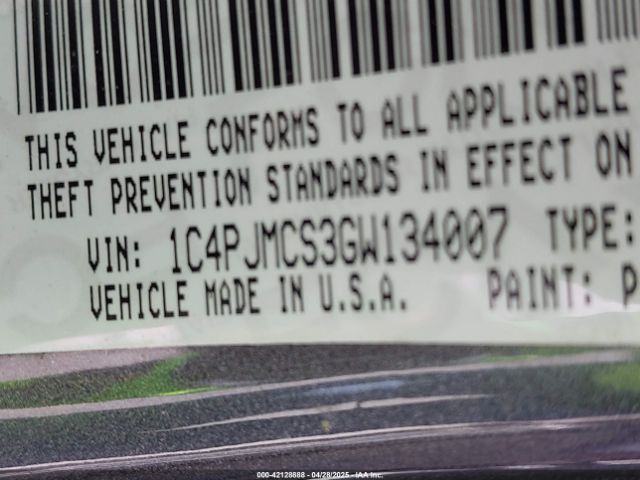 THIS VEHICLE CONFORMS TO ALL APPLICABLE
THEFT PREVENTION STANDARDS IN EFFECT ON
VIN: 1C4PJMCS3GW134007 TYPE:
VEHICLE MADE IN U.S.A. PAINT: P
000-42128888 - 04/28/2025 - IAA Inc.